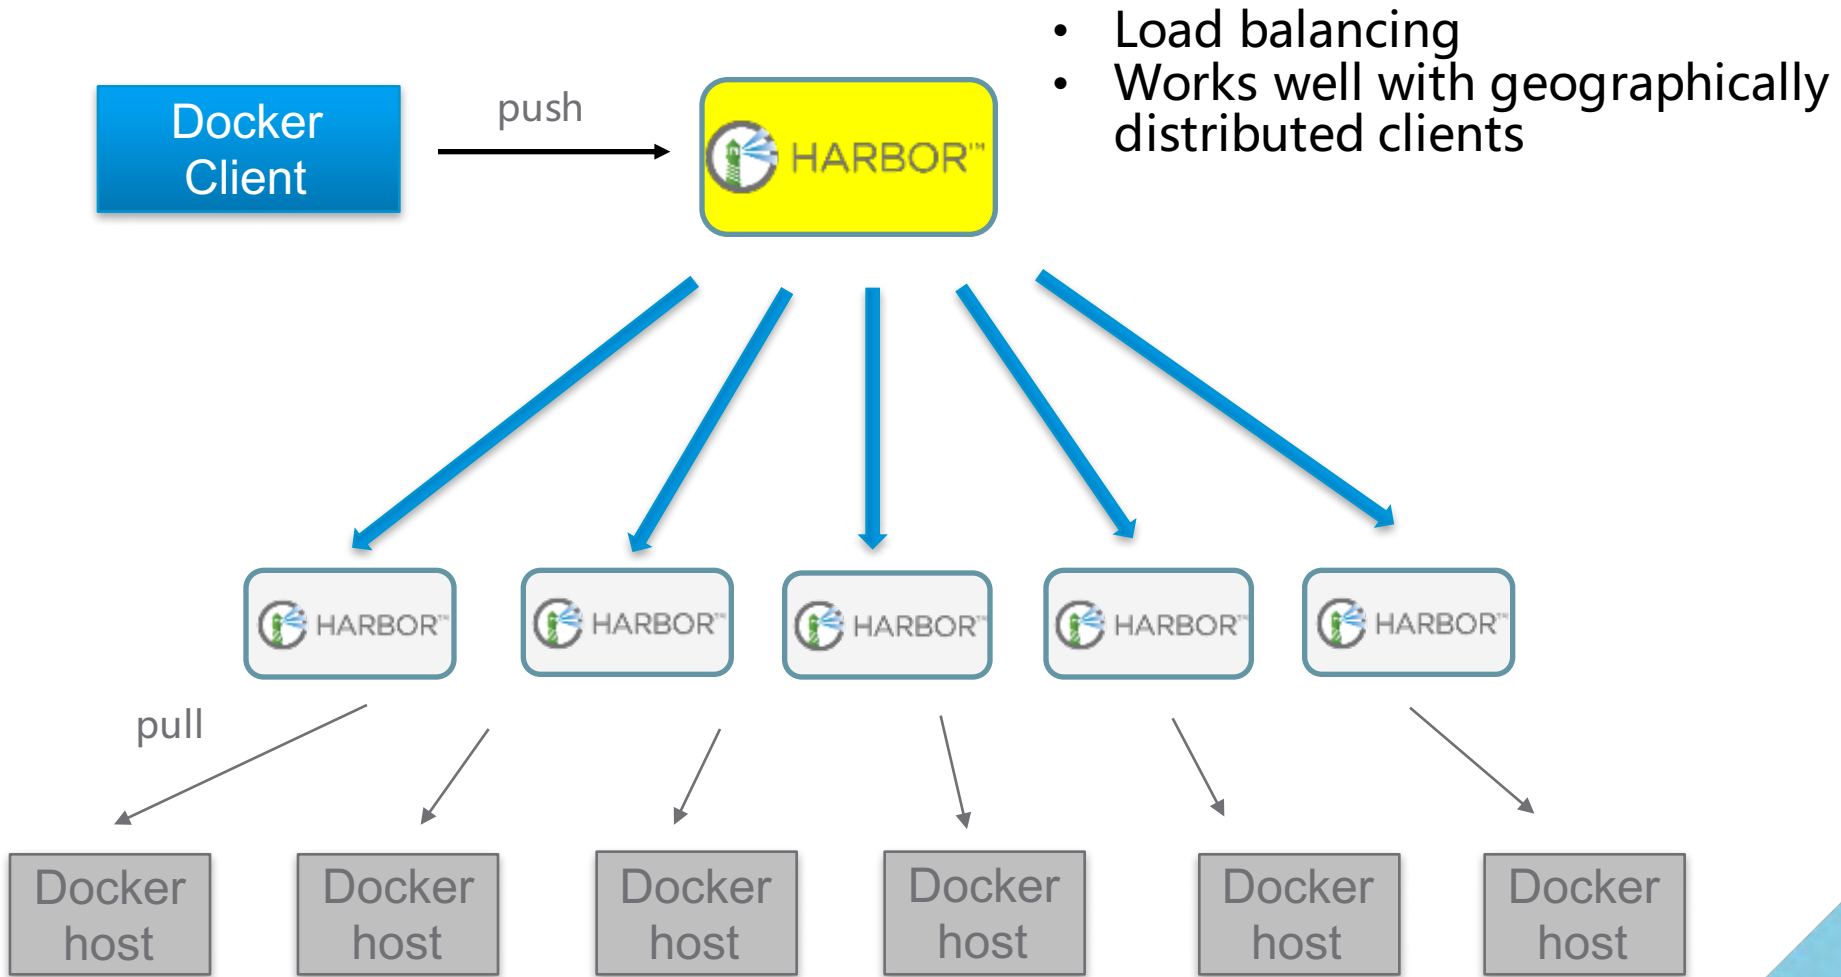 • Load balancing
• Works well with geographically
distributed clients
Docker
Client
push
HARBOR™
HARBOR™
HARBOR™
HARBOR™
HARBOR™
HARBOR™
pull
Docker
host
Docker
host
Docker
host
Docker
host
Docker
host
Docker
host